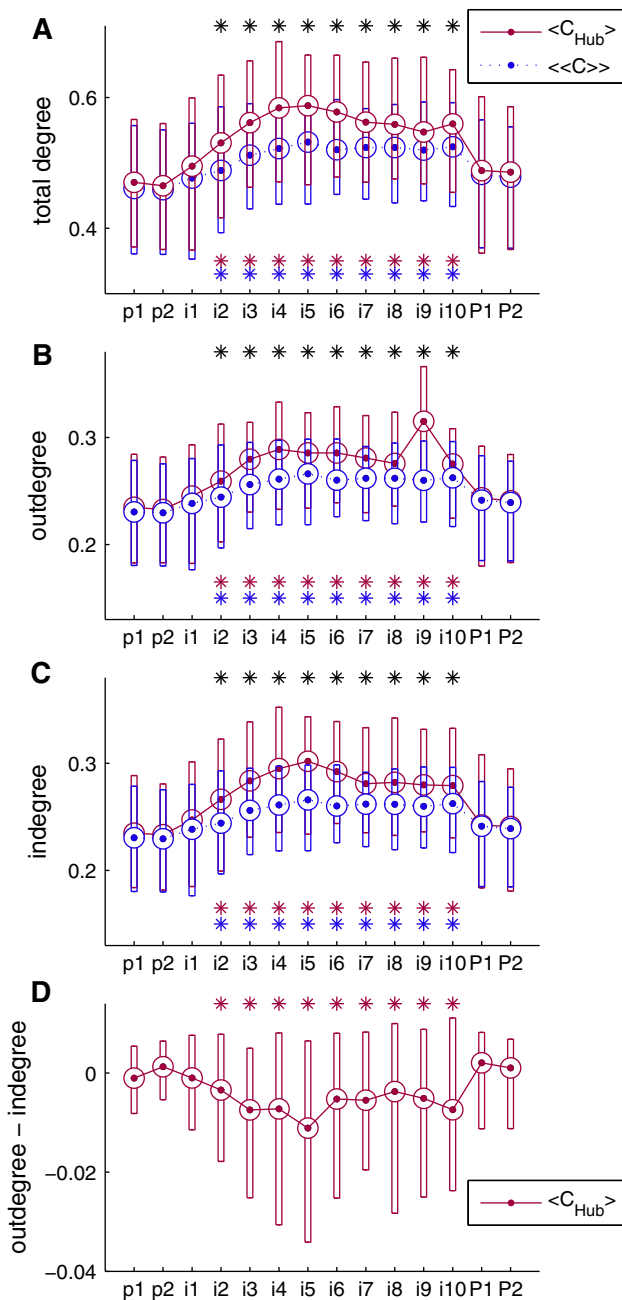 A
<C_Hub>
<<C>>
total degree
0.6
0.4
p1 p2 i1 i2 i3 i4 i5 i6 i7 i8 i9 i10 P1 P2
B
outdegree
0.3
0.2
p1 p2 i1 i2 i3 i4 i5 i6 i7 i8 i9 i10 P1 P2
C
indegree
0.3
0.2
p1 p2 i1 i2 i3 i4 i5 i6 i7 i8 i9 i10 P1 P2
D
outdegree − indegree
0
−0.02
−0.04
<C_Hub>
p1 p2 i1 i2 i3 i4 i5 i6 i7 i8 i9 i10 P1 P2